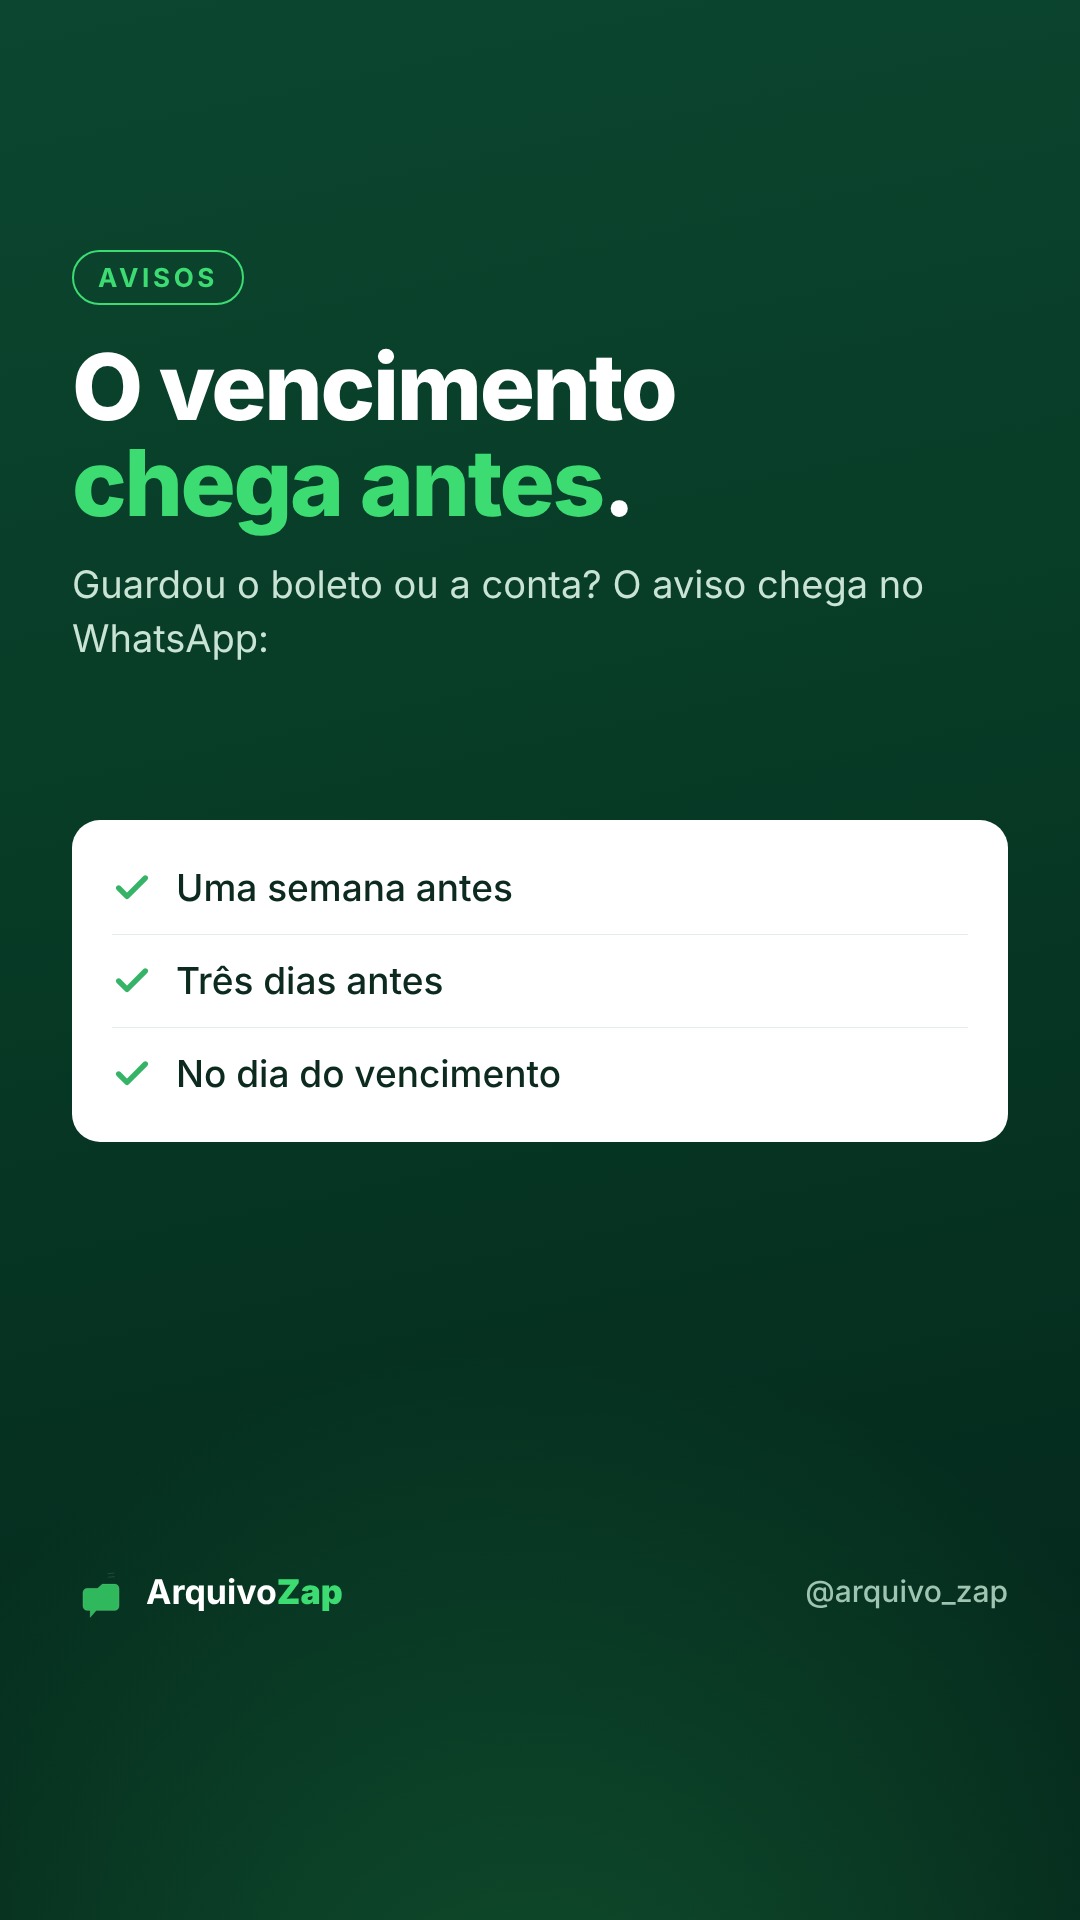 AVISOS
O vencimento
chega antes.
Guardou o boleto ou a conta? O aviso chega no
WhatsApp:
Uma semana antes
Três dias antes
No dia do vencimento
ArquivoZap
@arquivo_zap